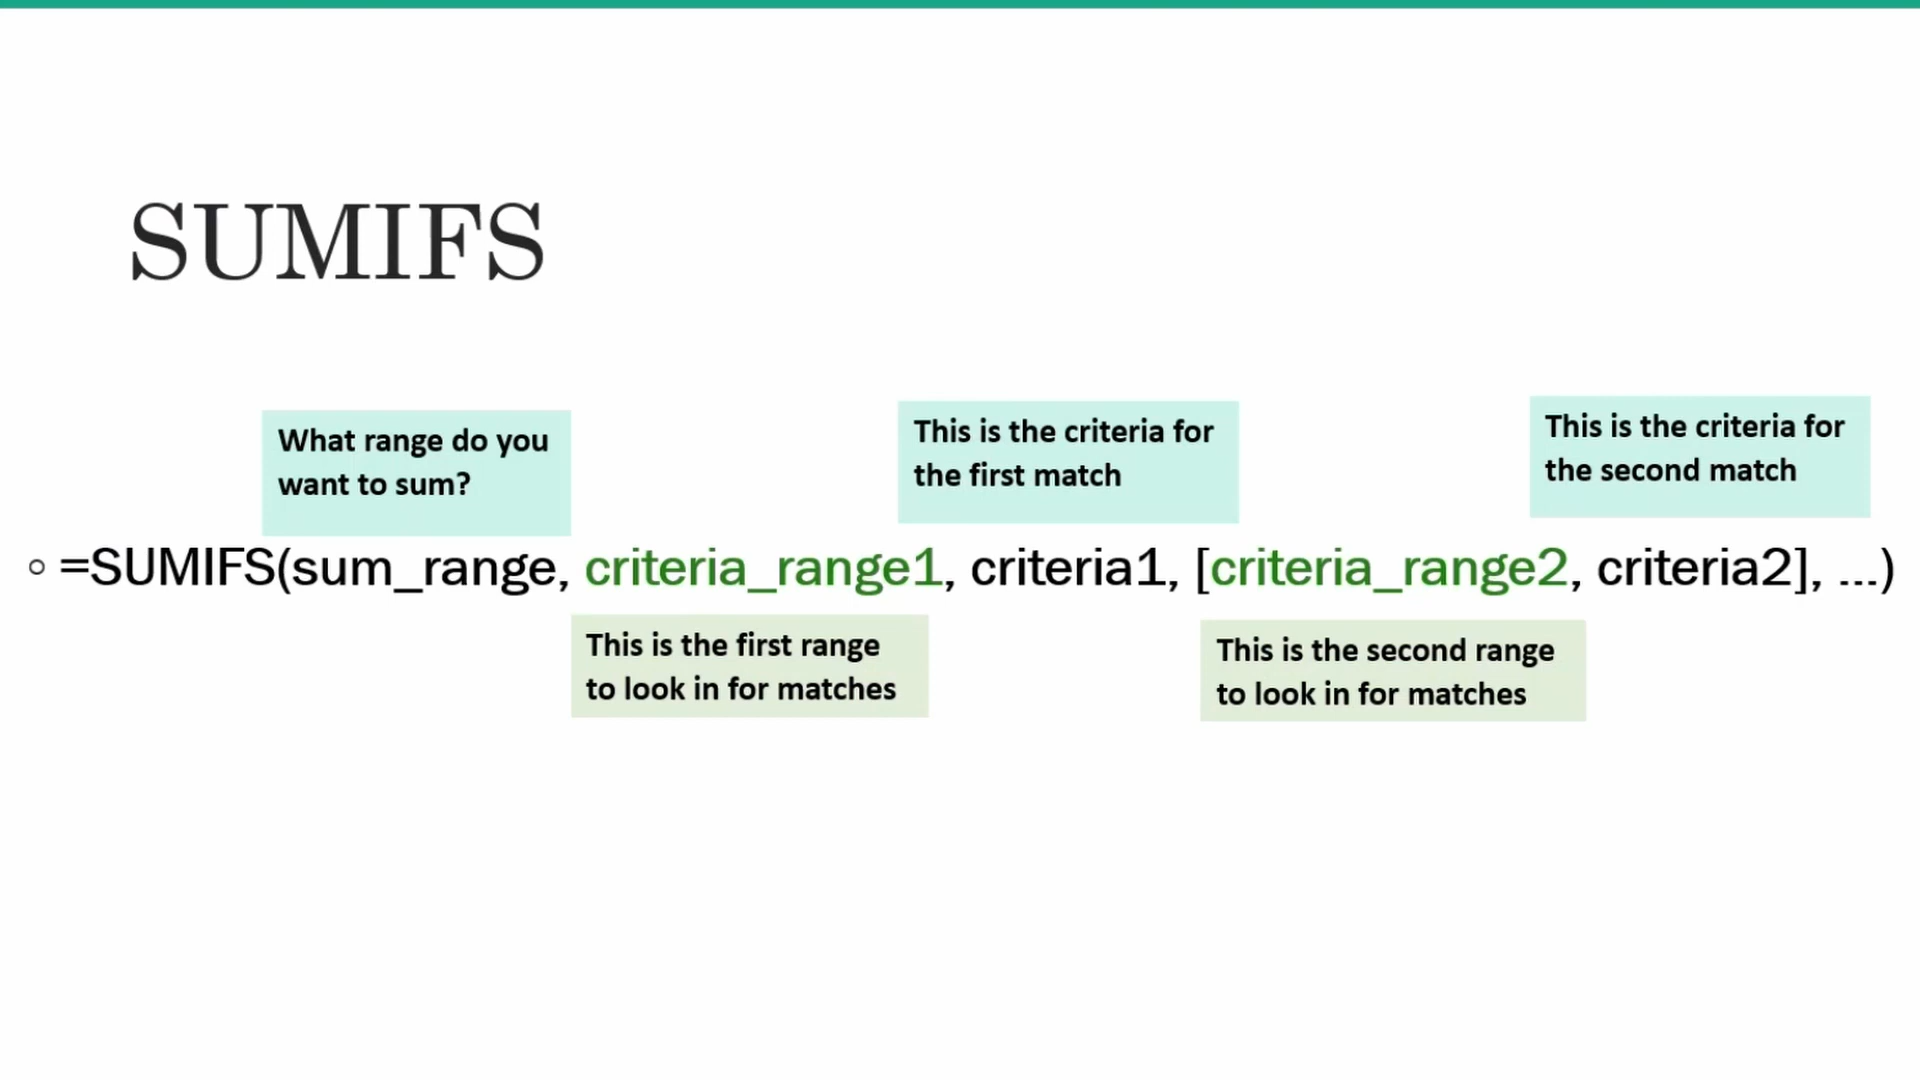 SUMIFS
What range do you
want to sum?
This is the criteria for
the first match
This is the criteria for
the second match
=SUMIFS(sum_range, criteria_range1, criteria1, [criteria_range2, criteria2], ...)
This is the first range
to look in for matches
This is the second range
to look in for matches